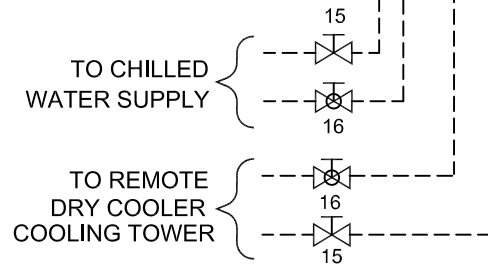 15
TO CHILLED
WATER SUPPLY
16
TO REMOTE
DRY COOLER
COOLING TOWER
16
15